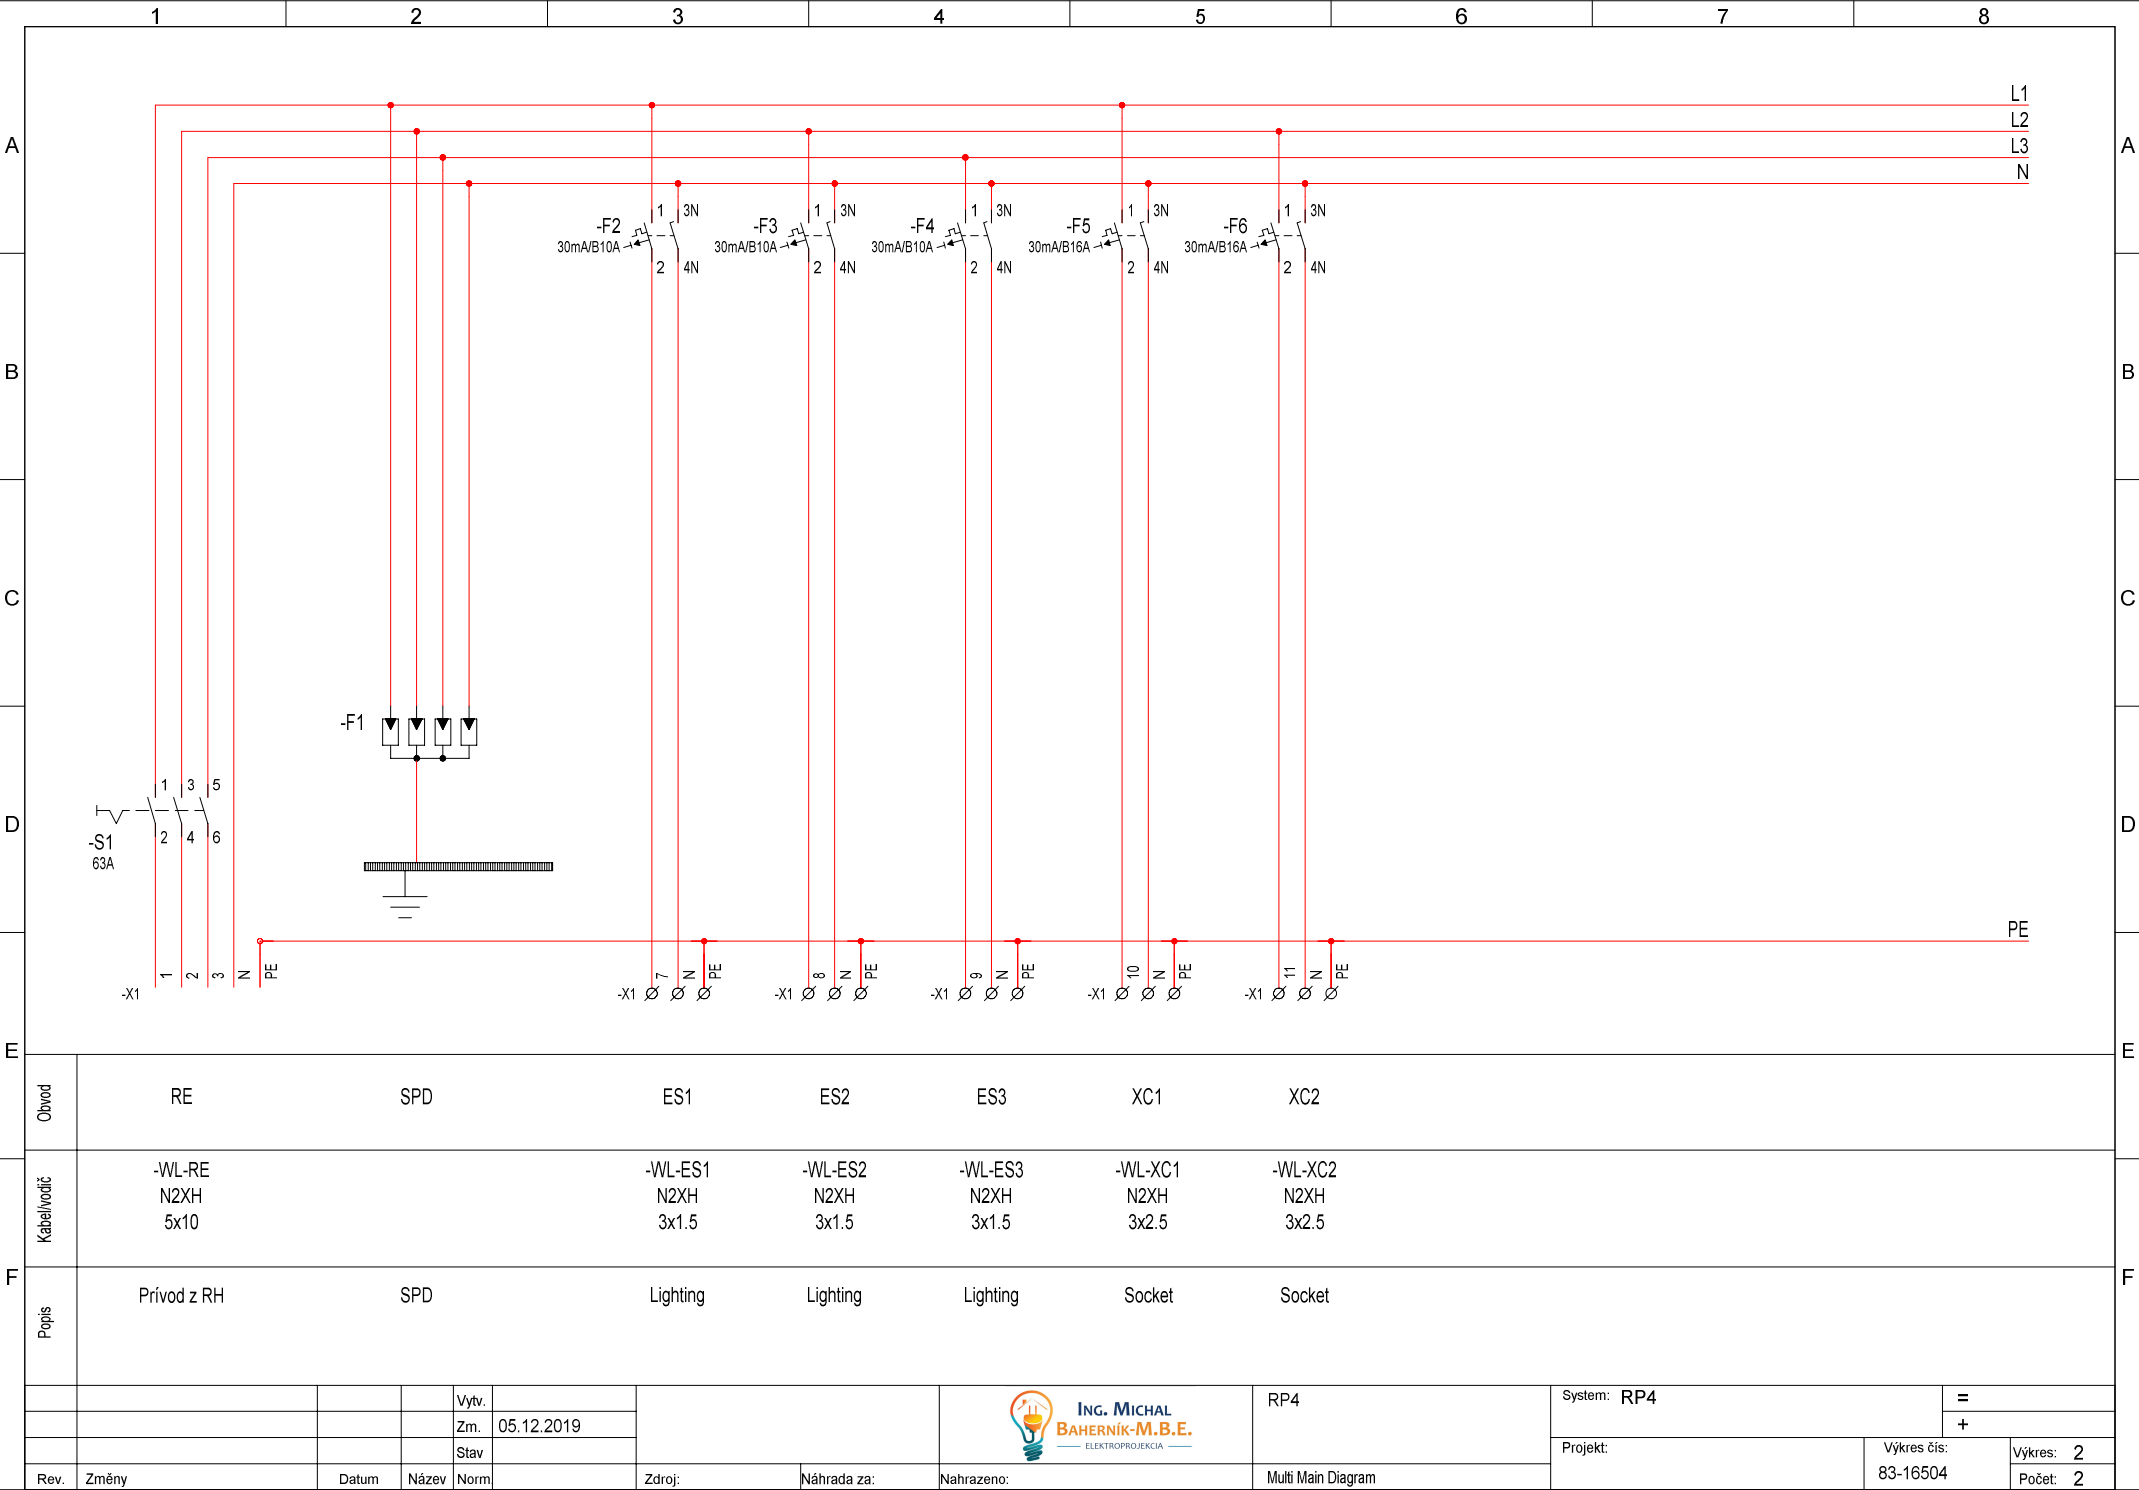 1 2 3 4 5 6 7 8
L1
L2
A A
L3
N
1 3N 1 3N 1 3N 1 3N 1 3N
-F2 -F3 -F4 -F5 -F6
30mA/B10A 30mA/B10A 30mA/B10A 30mA/B16A 30mA/B16A
2 4N 2 4N 2 4N 2 4N 2 4N
B B
C C
-F1
1 3 5
D D
2 4 6
-S1
63A
PE
1 2 3 N PE 7 N PE 8 N PE 9 N PE 10 N PE 11 N PE
-X1 -X1 -X1 -X1 -X1 -X1
E E
Obvod RE SPD ES1 ES2 ES3 XC1 XC2
Kabel/vodič
-WL-RE -WL-ES1 -WL-ES2 -WL-ES3 -WL-XC1 -WL-XC2
N2XH N2XH N2XH N2XH N2XH N2XH
5x10 3x1.5 3x1.5 3x1.5 3x2.5 3x2.5
F F
Popis Prívod z RH SPD Lighting Lighting Lighting Socket Socket
Vytv.
Zm. 05.12.2019
Stav
Rev. Změny Datum Název Norm.
Zdroj: Náhrada za: Nahrazeno:
ING. MICHAL
BAHERNÍK-M.B.E.
ELEKTROPROJEKCIA
RP4
Multi Main Diagram
System: RP4
=
+
Projekt:
Výkres čís:
83-16504
Výkres: 2
Počet: 2